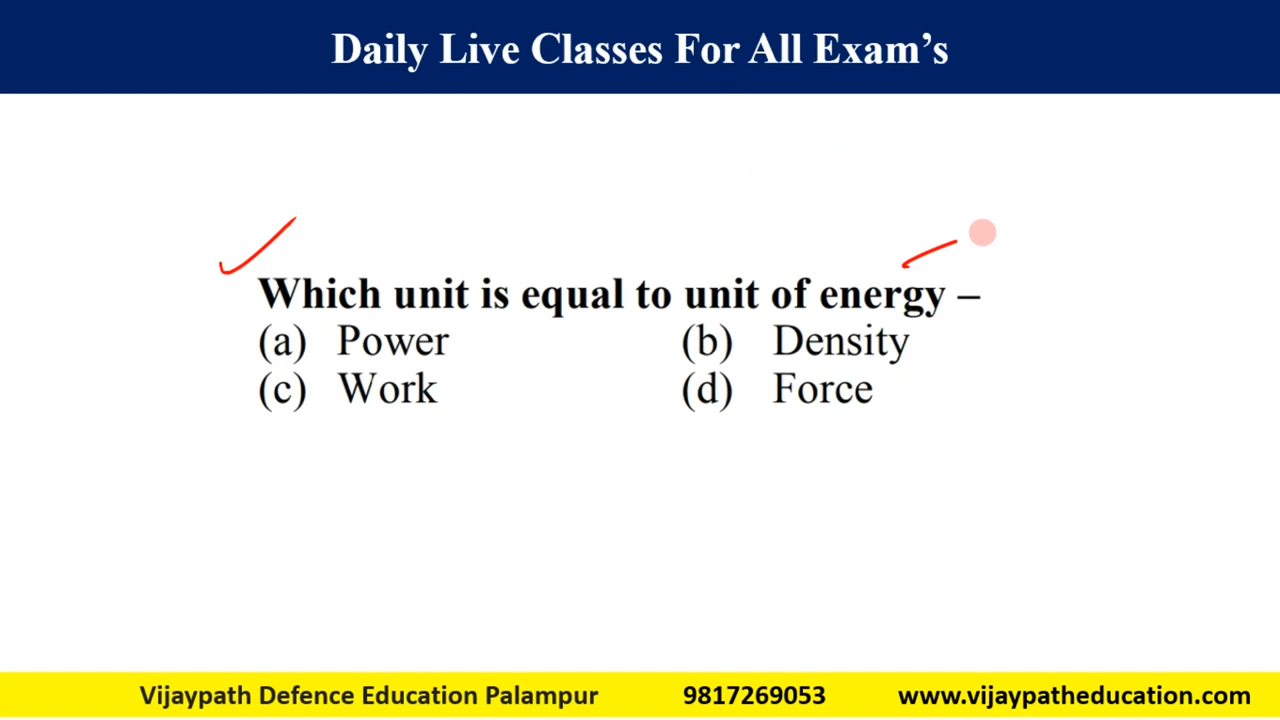 Daily Live Classes For All Exam’s
Which unit is equal to unit of energy –
(a) Power (b) Density
(c) Work (d) Force
Vijaypath Defence Education Palampur 9817269053 www.vijaypatheducation.com